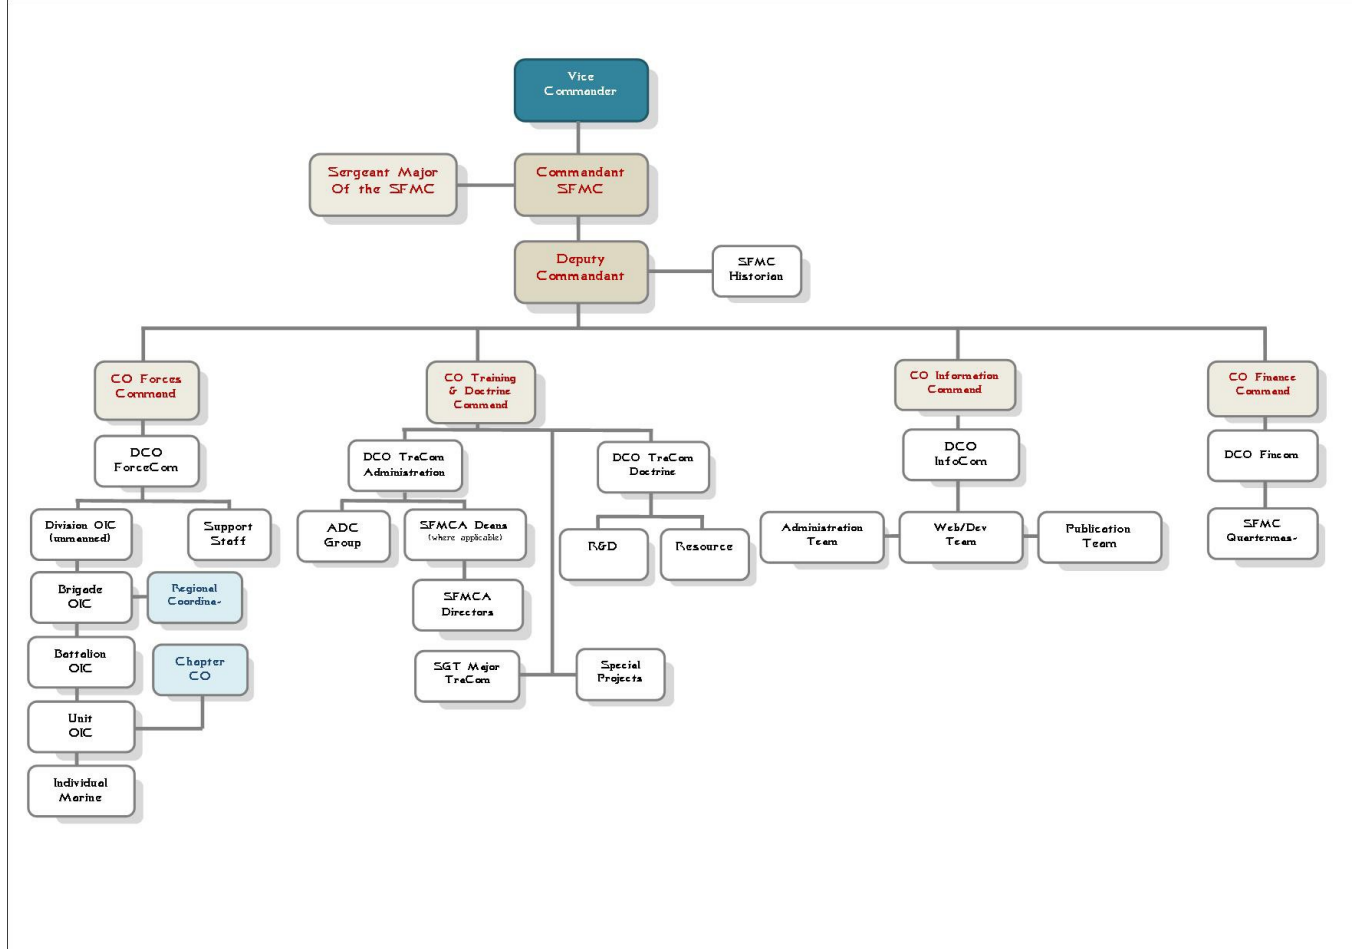 Vice
Commander
Sergeant Major
Of the SFMC
Commandant
SFMC
Deputy
Commandant
SFMC
Historian
CO Forces
Command
CO Training
& Doctrine
Command
CO Information
Command
CO Finance
Command
DCO
ForceCom
DCO TraCom
Administration
DCO TraCom
Doctrine
DCO
InfoCom
DCO Fincom
Division OIC
(unmanned)
Support
Staff
ADC
Group
SFMCA Deans
(where applicable)
R&D
Resource
Administration
Team
Web/Dev
Team
Publication
Team
SFMC
Quartermas-
Brigade
OIC
Regional
Coordina-
SFMCA
Directors
Battalion
OIC
Chapter
CO
SGT Major
TraCom
Special
Projects
Unit
OIC
Individual
Marine